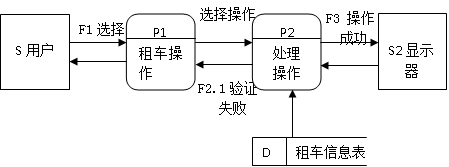 S 用户
F1 选择
P1
租车操
作
选择操作
P2
处理
操作
F2.1 验证
失败
F3 操作
成功
S2 显示
器
D 租车信息表